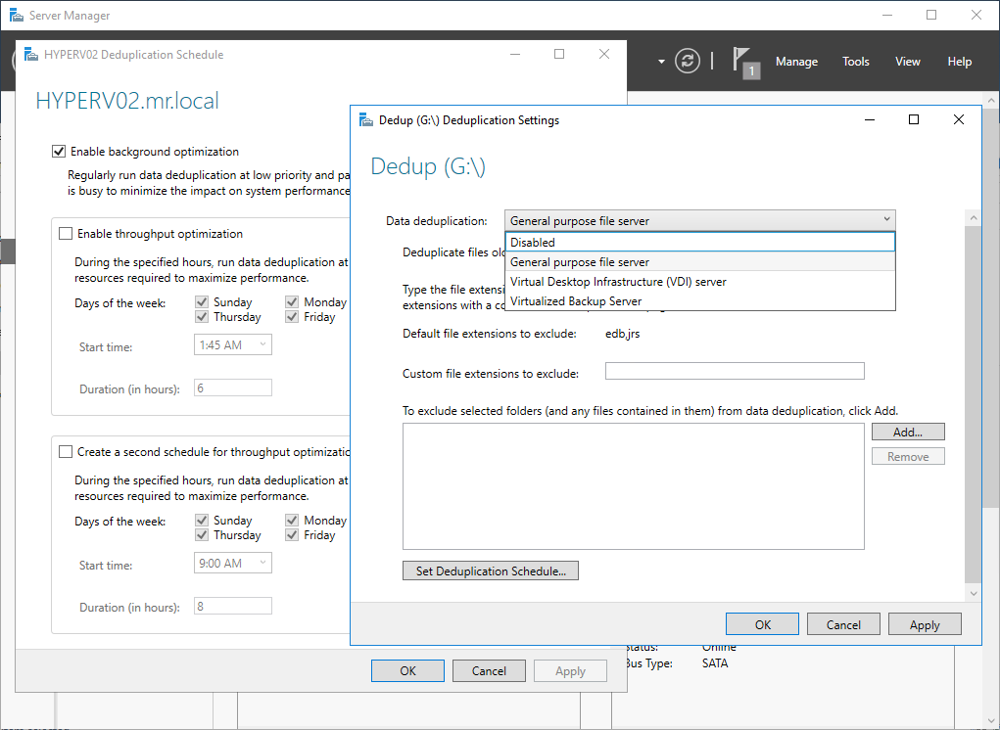 Server Manager
1
Manage
Tools
View
Help
HYPERV02 Deduplication Schedule
HYPERV02.mr.local
Enable background optimization
Regularly run data deduplication at low priority and pa
is busy to minimize the impact on system performance
Enable throughput optimization
During the specified hours, run data deduplication at
resources required to maximize performance.
Days of the week:
Sunday
Monday
Thursday
Friday
Start time:
1:45 AM
Duration (in hours):
6
Create a second schedule for throughput optimizatio
During the specified hours, run data deduplication at
resources required to maximize performance.
Days of the week:
Sunday
Monday
Thursday
Friday
Start time:
9:00 AM
Duration (in hours):
8
OK
Cancel
Apply
Dedup (G:\) Deduplication Settings
Dedup (G:\)
Data deduplication:
General purpose file server
Disabled
General purpose file server
Virtual Desktop Infrastructure (VDI) server
Virtualized Backup Server
Deduplicate files ol
Type the file extensi
extensions with a co
Default file extensions to exclude:
edb,jrs
Custom file extensions to exclude:
To exclude selected folders (and any files contained in them) from data deduplication, click Add.
Add...
Remove
Set Deduplication Schedule...
OK
Cancel
Apply
Status:
Online
Bus Type:
SATA